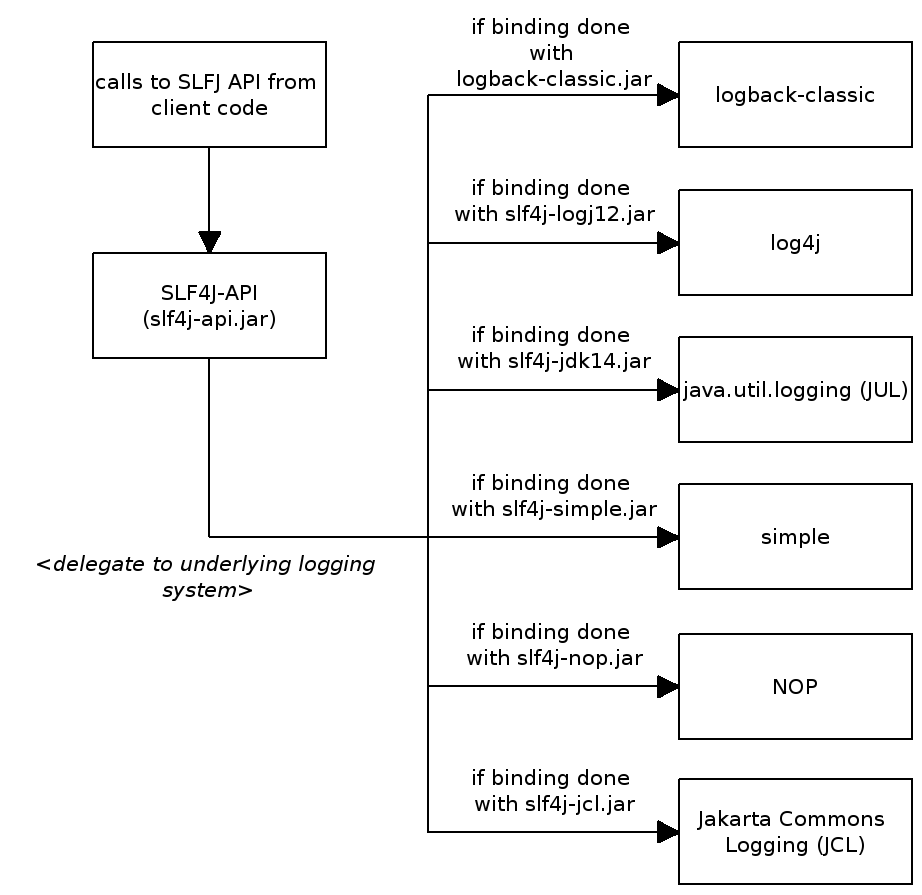 calls to SLFJ API from
client code
SLF4J-API
(slf4j-api.jar)
<delegate to underlying logging
system>
if binding done
with
logback-classic.jar
logback-classic
if binding done
with slf4j-logj12.jar
log4j
if binding done
with slf4j-jdk14.jar
java.util.logging (JUL)
if binding done
with slf4j-simple.jar
simple
if binding done
with slf4j-nop.jar
NOP
if binding done
with slf4j-jcl.jar
Jakarta Commons
Logging (JCL)